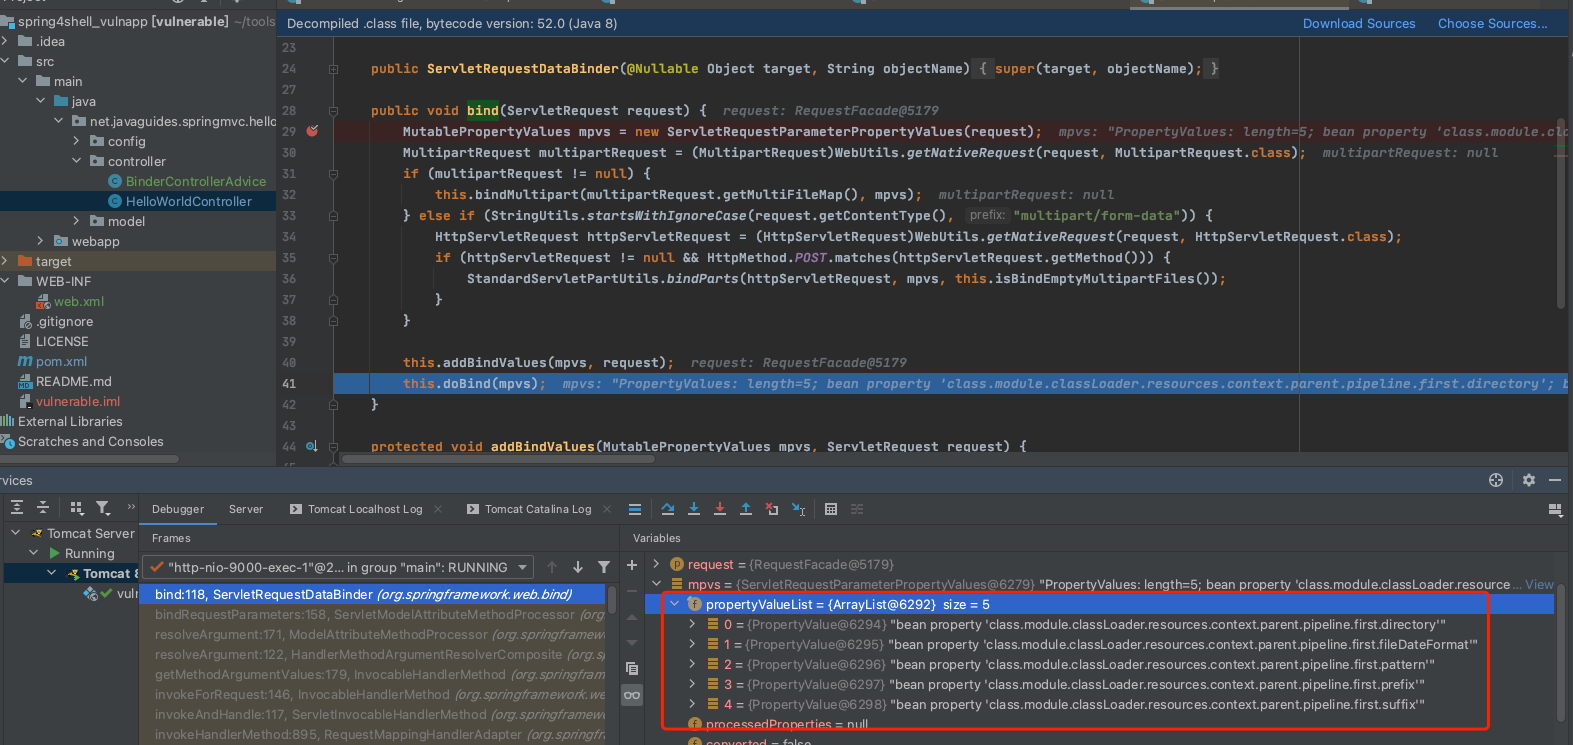 Project
spring4shell_vulnapp [vulnerable] ~/tools
.idea
src
main
java
net.javaguides.springmvc.hello
config
controller
BinderControllerAdvice
HelloWorldController
model
webapp
target
WEB-INF
web.xml
.gitignore
LICENSE
pom.xml
README.md
vulnerable.iml
External Libraries
Scratches and Consoles
Decompiled .class file, bytecode version: 52.0 (Java 8)
Download Sources Choose Sources...
23
24 public ServletRequestDataBinder(@Nullable Object target, String objectName) { super(target, objectName); }
27
28 public void bind(ServletRequest request) { request: RequestFacade@5179
29 MutablePropertyValues mpvs = new ServletRequestParameterPropertyValues(request); mpvs: "PropertyValues: length=5; bean property 'class.module.cla
30 MultipartRequest multipartRequest = (MultipartRequest)WebUtils.getNativeRequest(request, MultipartRequest.class); multipartRequest: null
31 if (multipartRequest != null) {
32 this.bindMultipart(multipartRequest.getMultiFileMap(), mpvs); multipartRequest: null
33 } else if (StringUtils.startsWithIgnoreCase(request.getContentType(), prefix: "multipart/form-data")) {
34 HttpServletRequest httpServletRequest = (HttpServletRequest)WebUtils.getNativeRequest(request, HttpServletRequest.class);
35 if (httpServletRequest != null && HttpMethod.POST.matches(httpServletRequest.getMethod())) {
36 StandardServletPartUtils.bindParts(httpServletRequest, mpvs, this.isBindEmptyMultipartFiles());
37 }
38 }
39
40 this.addBindValues(mpvs, request); request: RequestFacade@5179
41 this.doBind(mpvs); mpvs: "PropertyValues: length=5; bean property 'class.module.classLoader.resources.context.parent.pipeline.first.directory'; b
42 }
43
44 protected void addBindValues(MutablePropertyValues mpvs, ServletRequest request) {
rvices
Debugger Server Tomcat Localhost Log Tomcat Catalina Log
Tomcat Server
Running
Tomcat 8
vuln
Frames
"http-nio-9000-exec-1"@2... in group "main": RUNNING
bind:118, ServletRequestDataBinder (org.springframework.web.bind)
bindRequestParameters:158, ServletModelAttributeMethodProcessor (org
resolveArgument:171, ModelAttributeMethodProcessor (org.springframew
resolveArgument:122, HandlerMethodArgumentResolverComposite (org.s
getMethodArgumentValues:179, InvocableHandlerMethod (org.springfram
invokeForRequest:146, InvocableHandlerMethod (org.springframework.we
invokeAndHandle:117, ServletInvocableHandlerMethod (org.springframew
invokeHandlerMethod:895, RequestMappingHandlerAdapter (org.springfr
Variables
request = {RequestFacade@5179}
mpvs = {ServletRequestParameterPropertyValues@6279} "PropertyValues: length=5; bean property 'class.module.classLoader.resource ... View
propertyValueList = {ArrayList@6292} size = 5
0 = {PropertyValue@6294} "bean property 'class.module.classLoader.resources.context.parent.pipeline.first.directory'"
1 = {PropertyValue@6295} "bean property 'class.module.classLoader.resources.context.parent.pipeline.first.fileDateFormat'"
2 = {PropertyValue@6296} "bean property 'class.module.classLoader.resources.context.parent.pipeline.first.pattern'"
3 = {PropertyValue@6297} "bean property 'class.module.classLoader.resources.context.parent.pipeline.first.prefix'"
4 = {PropertyValue@6298} "bean property 'class.module.classLoader.resources.context.parent.pipeline.first.suffix'"
processedProperties = null
converted = false